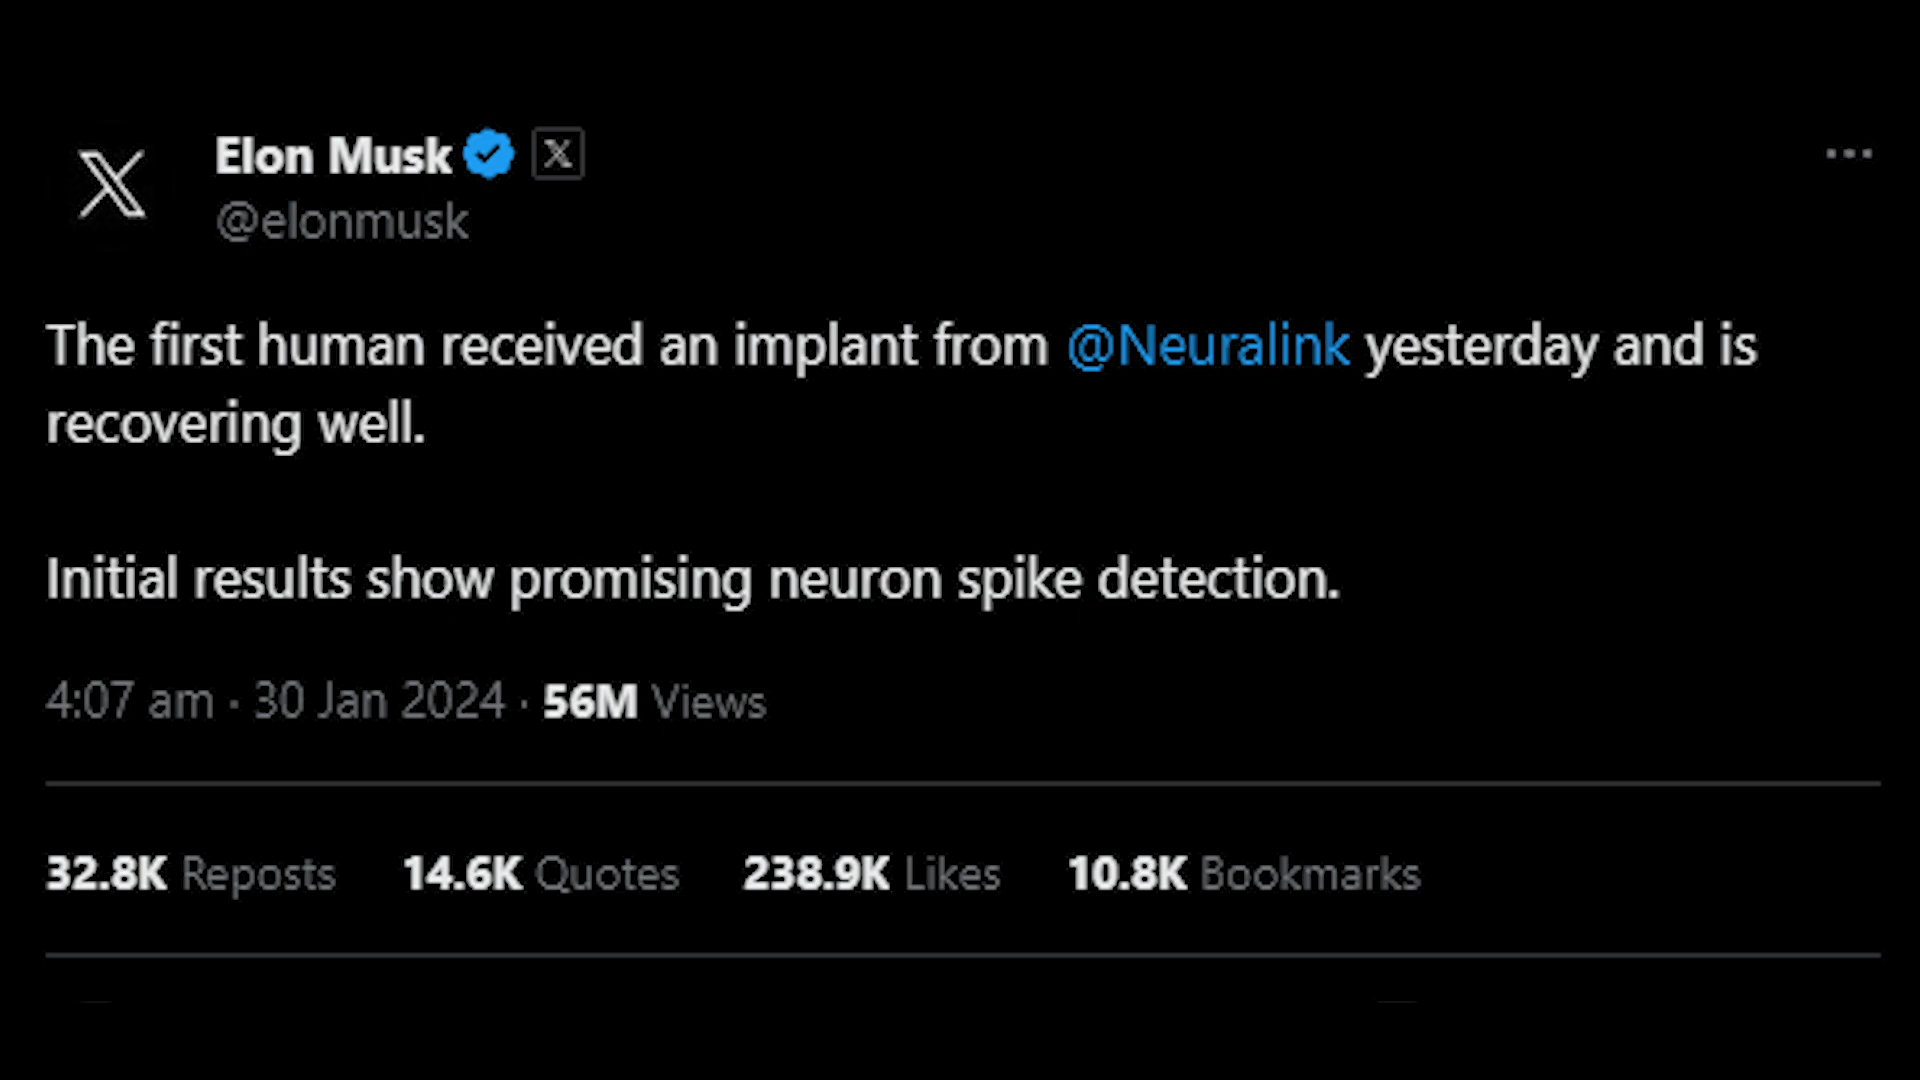 Elon Musk
@elonmusk
The first human received an implant from @Neuralink yesterday and is
recovering well.
Initial results show promising neuron spike detection.
4:07 am · 30 Jan 2024 · 56M Views
32.8K Reposts 14.6K Quotes 238.9K Likes 10.8K Bookmarks